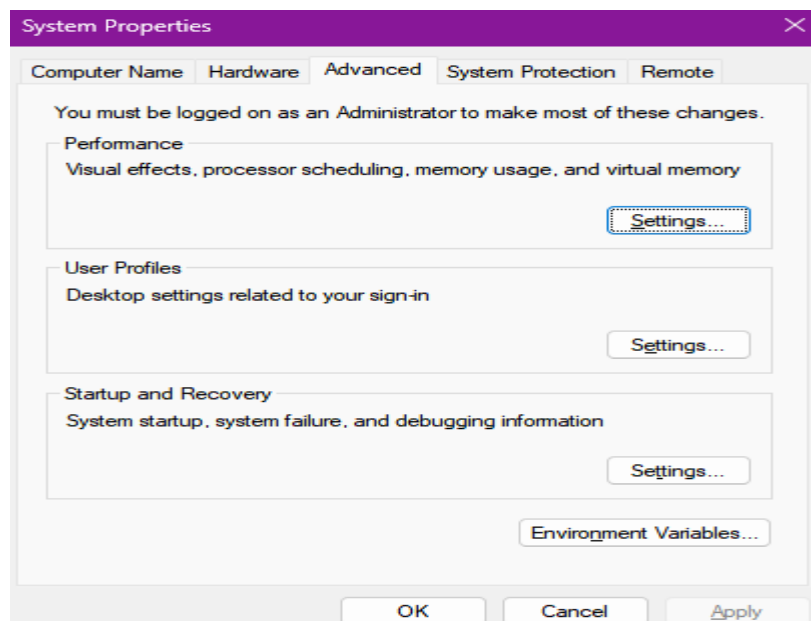 System Properties
Computer Name Hardware Advanced System Protection Remote
You must be logged on as an Administrator to make most of these changes.
Performance
Visual effects, processor scheduling, memory usage, and virtual memory
Settings...
User Profiles
Desktop settings related to your sign-in
Settings...
Startup and Recovery
System startup, system failure, and debugging information
Settings...
Environment Variables...
OK Cancel Apply